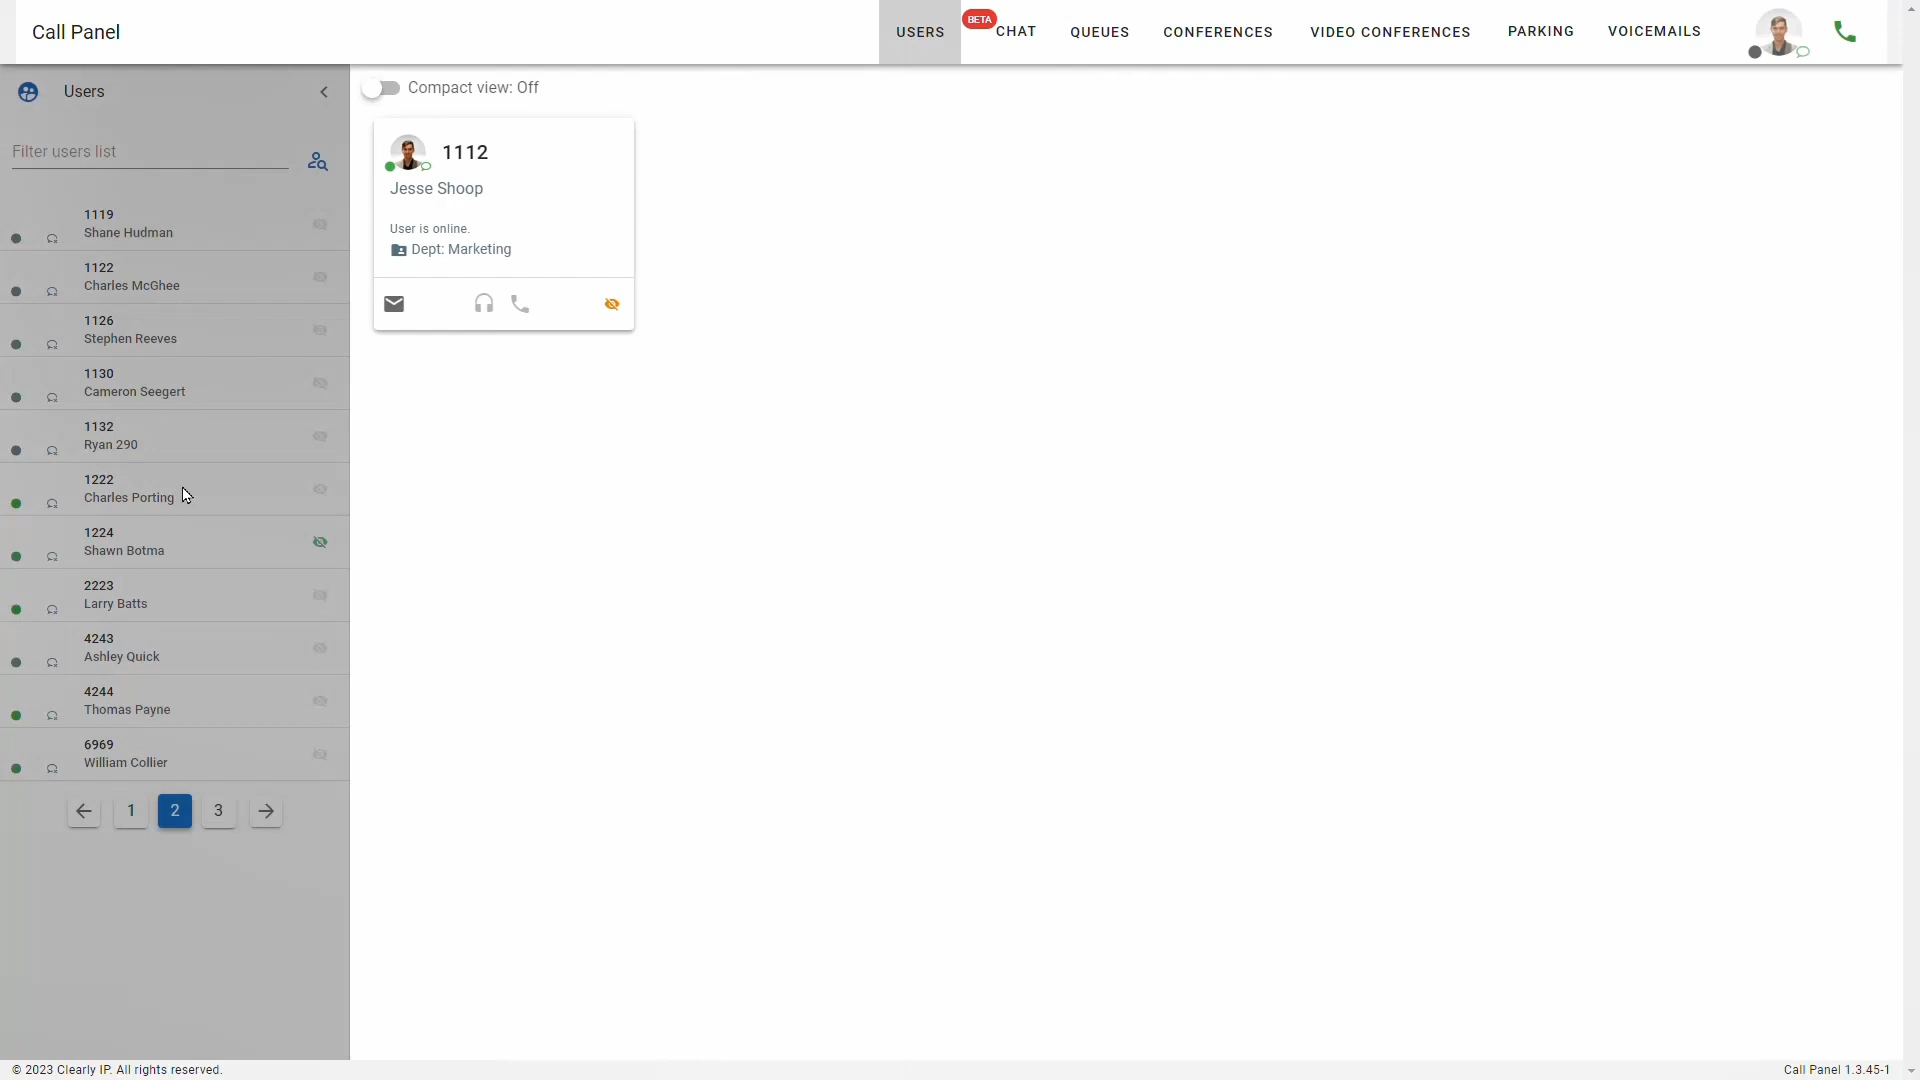 Call Panel
USERS
BETA
CHAT
QUEUES
CONFERENCES
VIDEO CONFERENCES
PARKING
VOICEMAILS
Users
Filter users list
1119
Shane Hudman
1122
Charles McGhee
1126
Stephen Reeves
1130
Cameron Seegert
1132
Ryan 290
1222
Charles Porting
1224
Shawn Botma
2223
Larry Batts
4243
Ashley Quick
4244
Thomas Payne
6969
William Collier
1 2 3
Compact view: Off
1112
Jesse Shoop
User is online.
Dept: Marketing
© 2023 Clearly IP. All rights reserved.
Call Panel 1.3.45-1